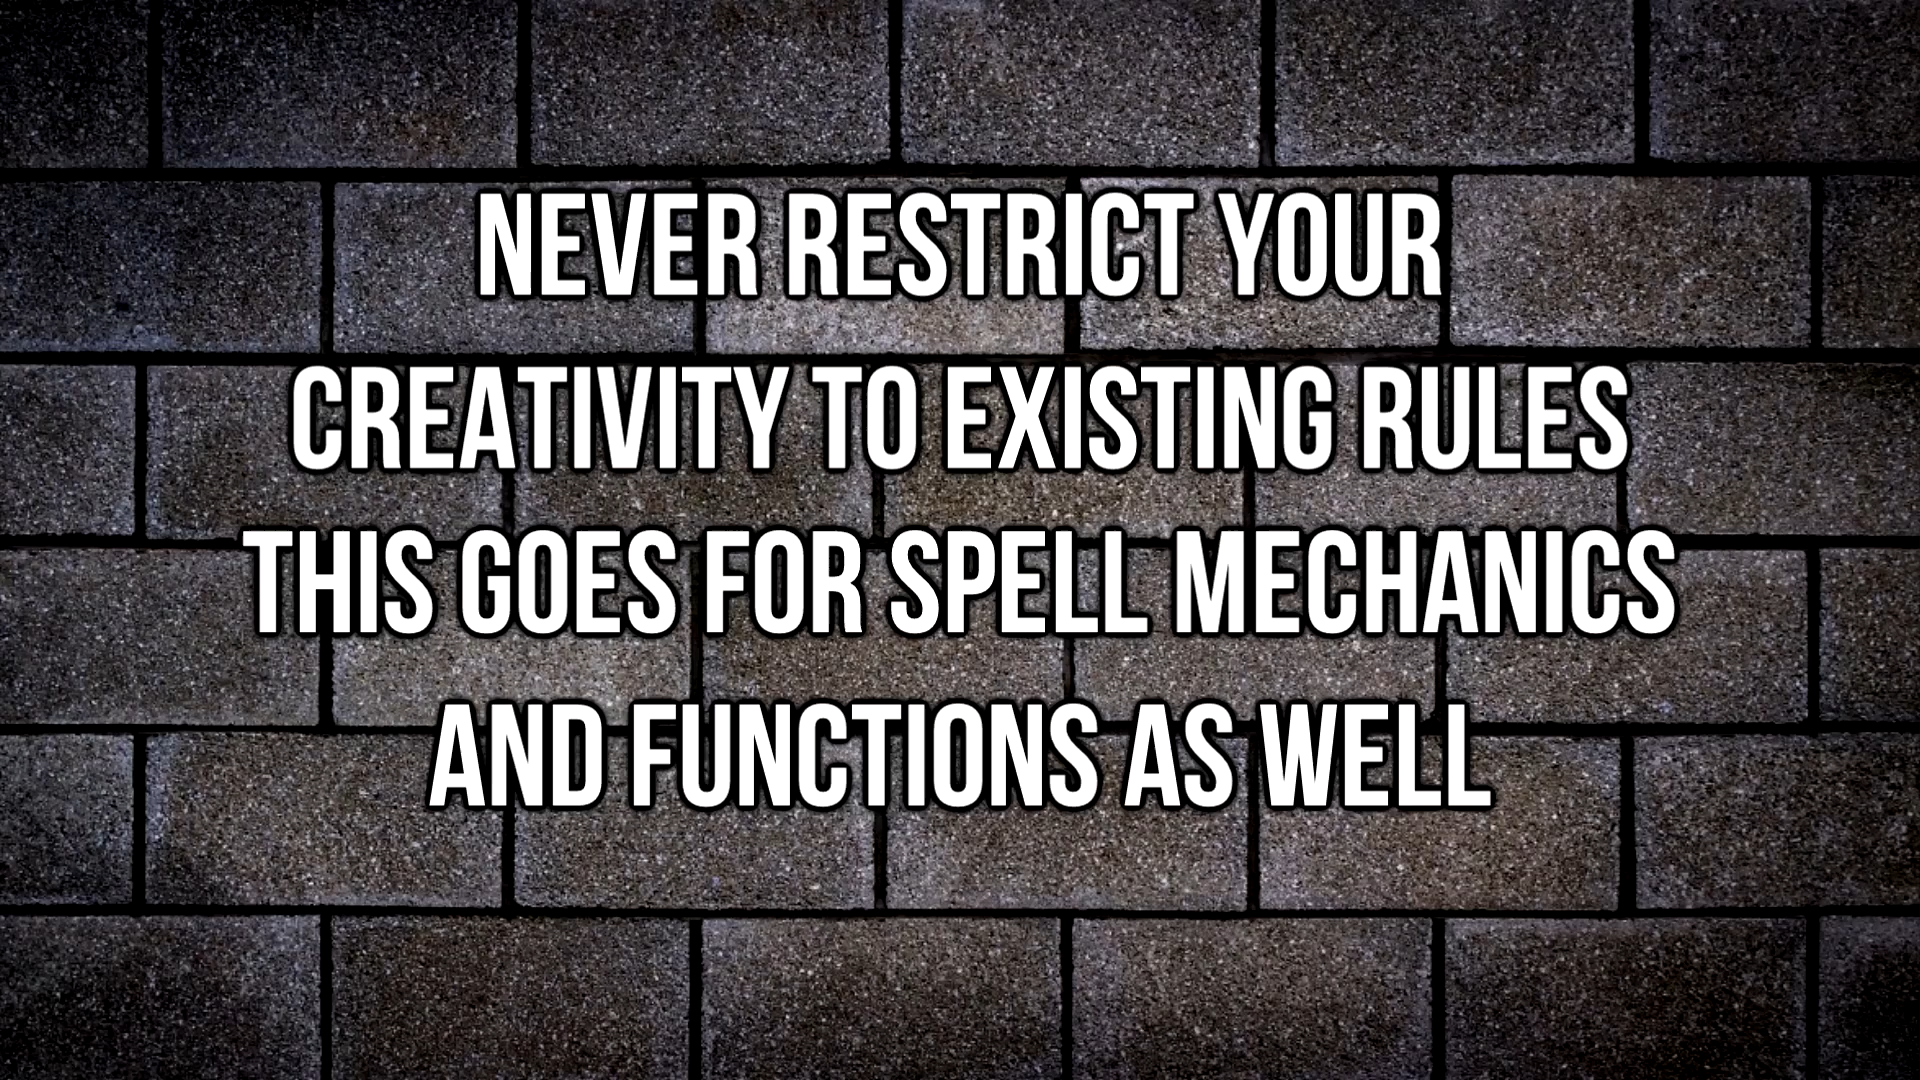 NEVER RESTRICT YOUR
CREATIVITY TO EXISTING RULES
THIS GOES FOR SPELL MECHANICS
AND FUNCTIONS AS WELL